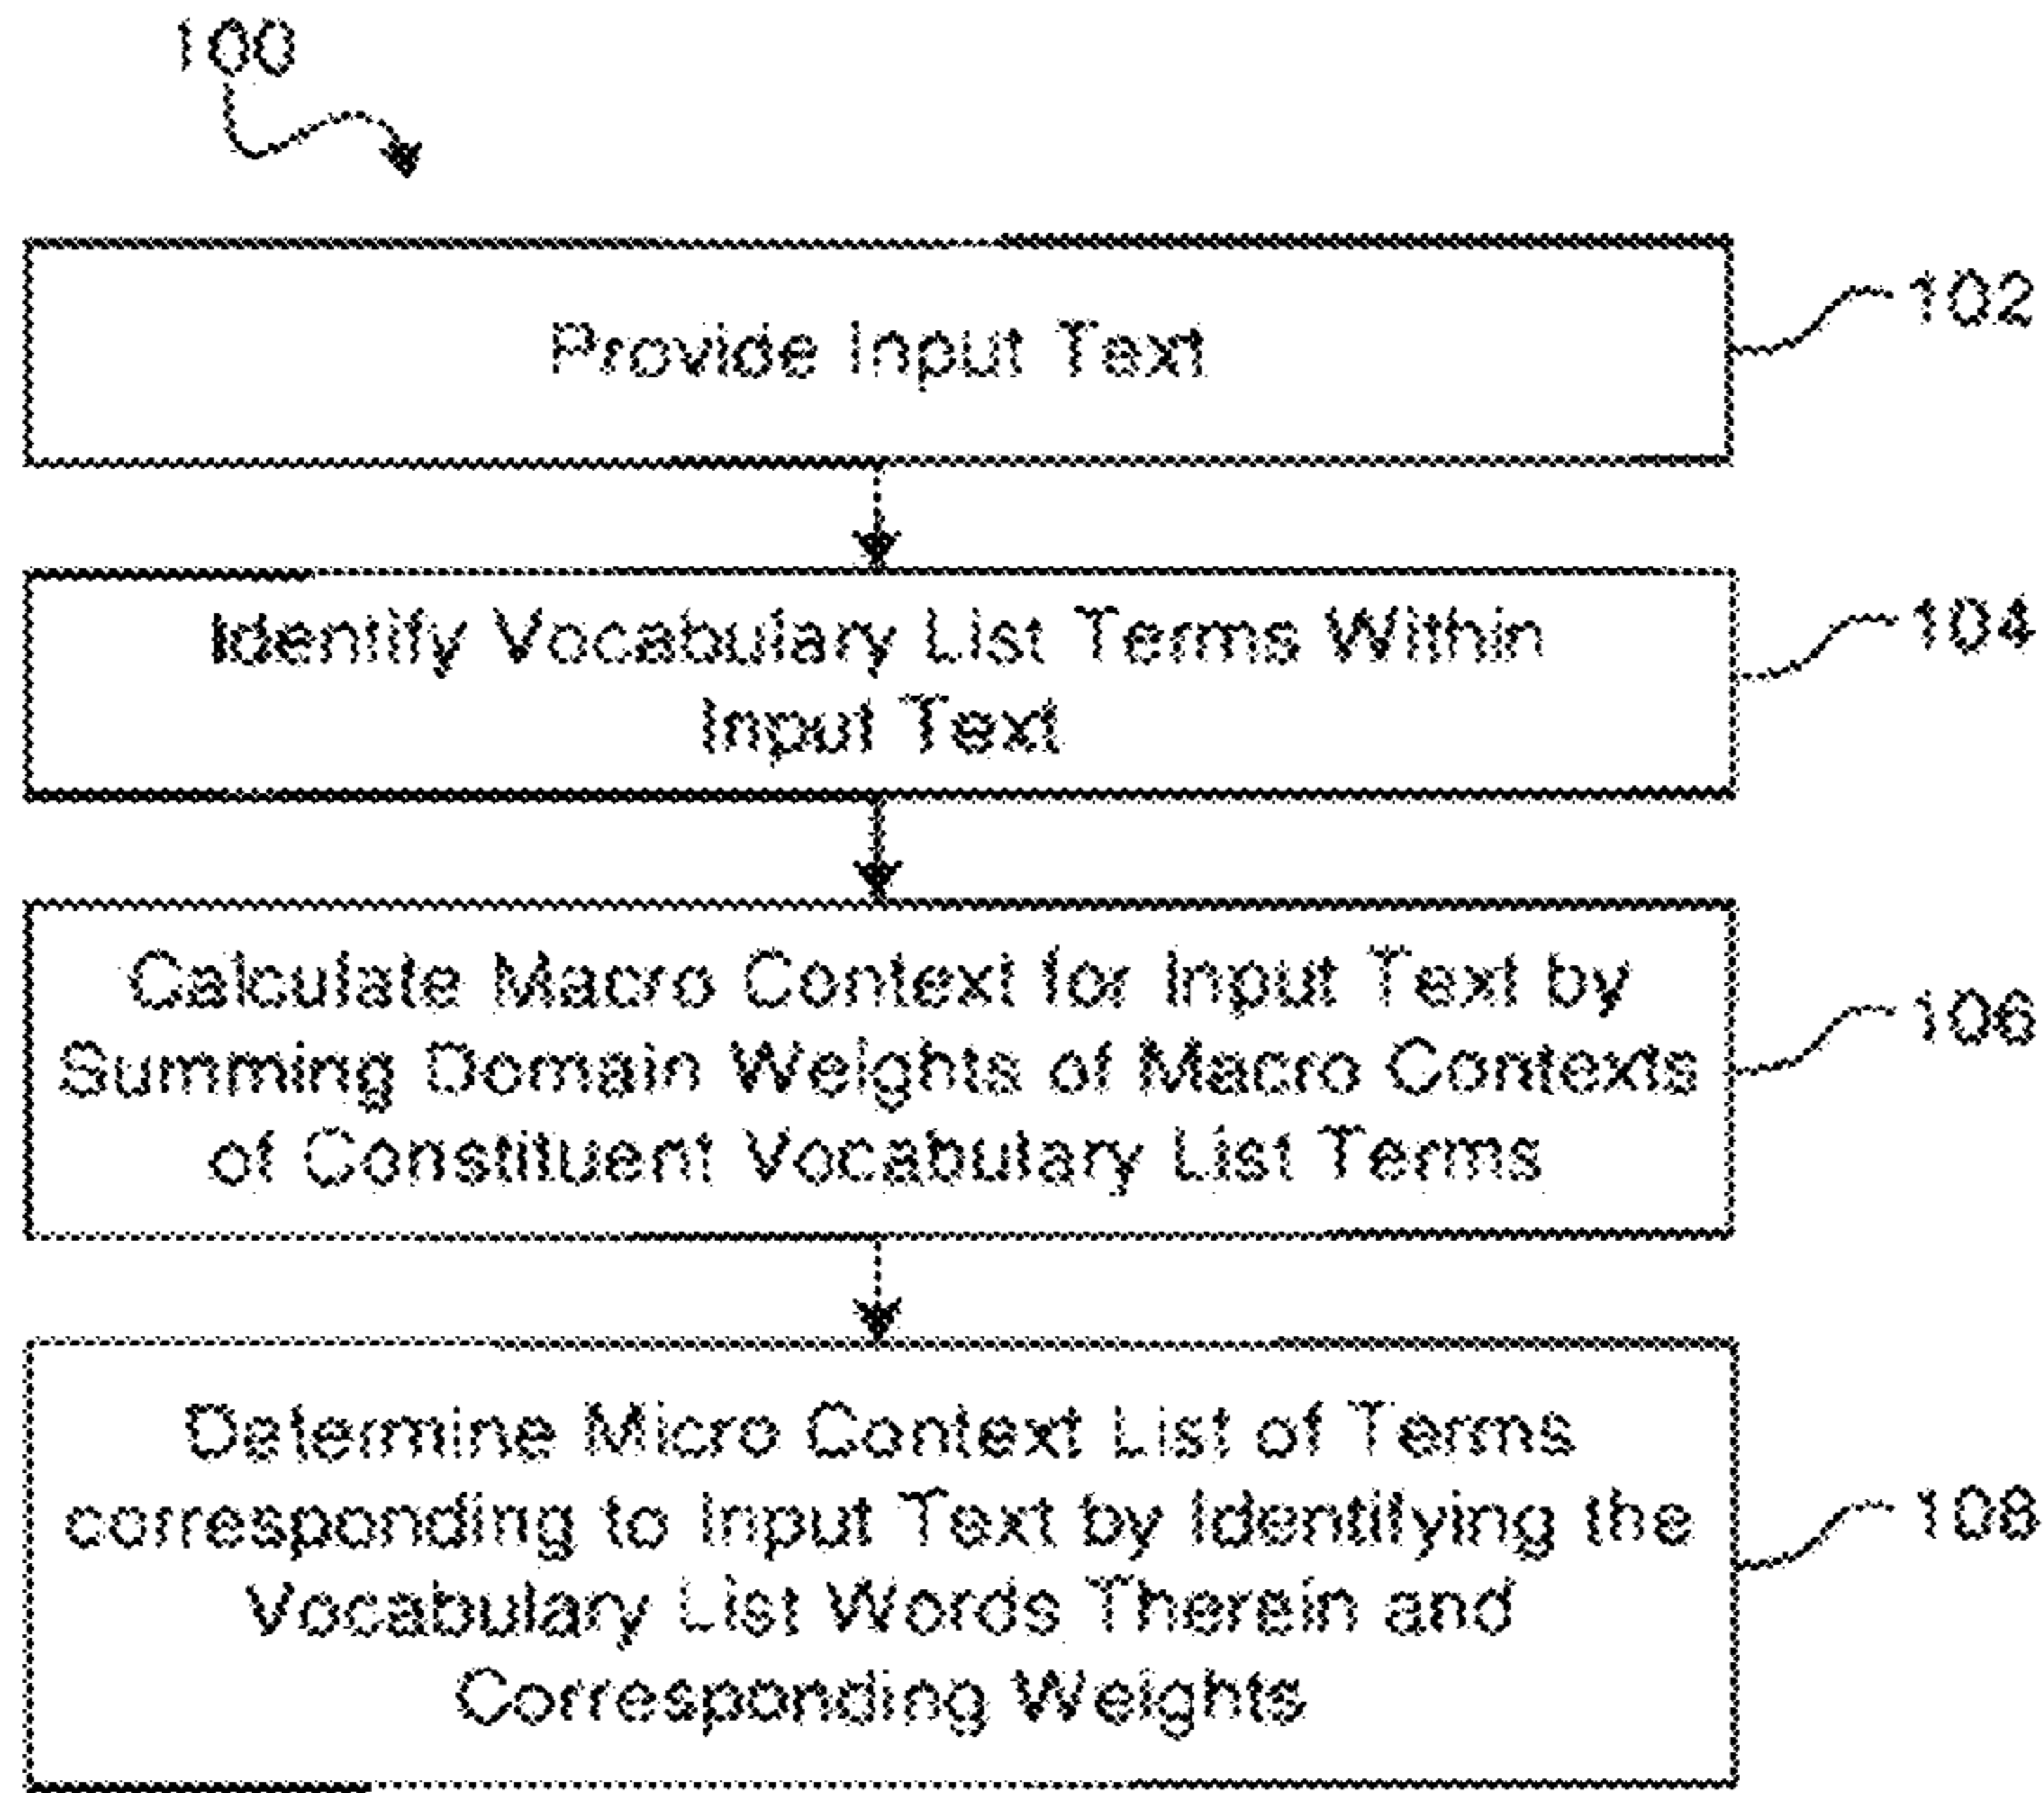 100
Provide Input Text
102
Identify Vocabulary List Terms Within
Input Text
104
Calculate Macro Context for Input Text by
Summing Domain Weights of Macro Contexts
of Constituent Vocabulary List Terms
106
Determine Micro Context List of Terms
corresponding to Input Text by Identifying the
Vocabulary List Words Therein and
Corresponding Weights
108